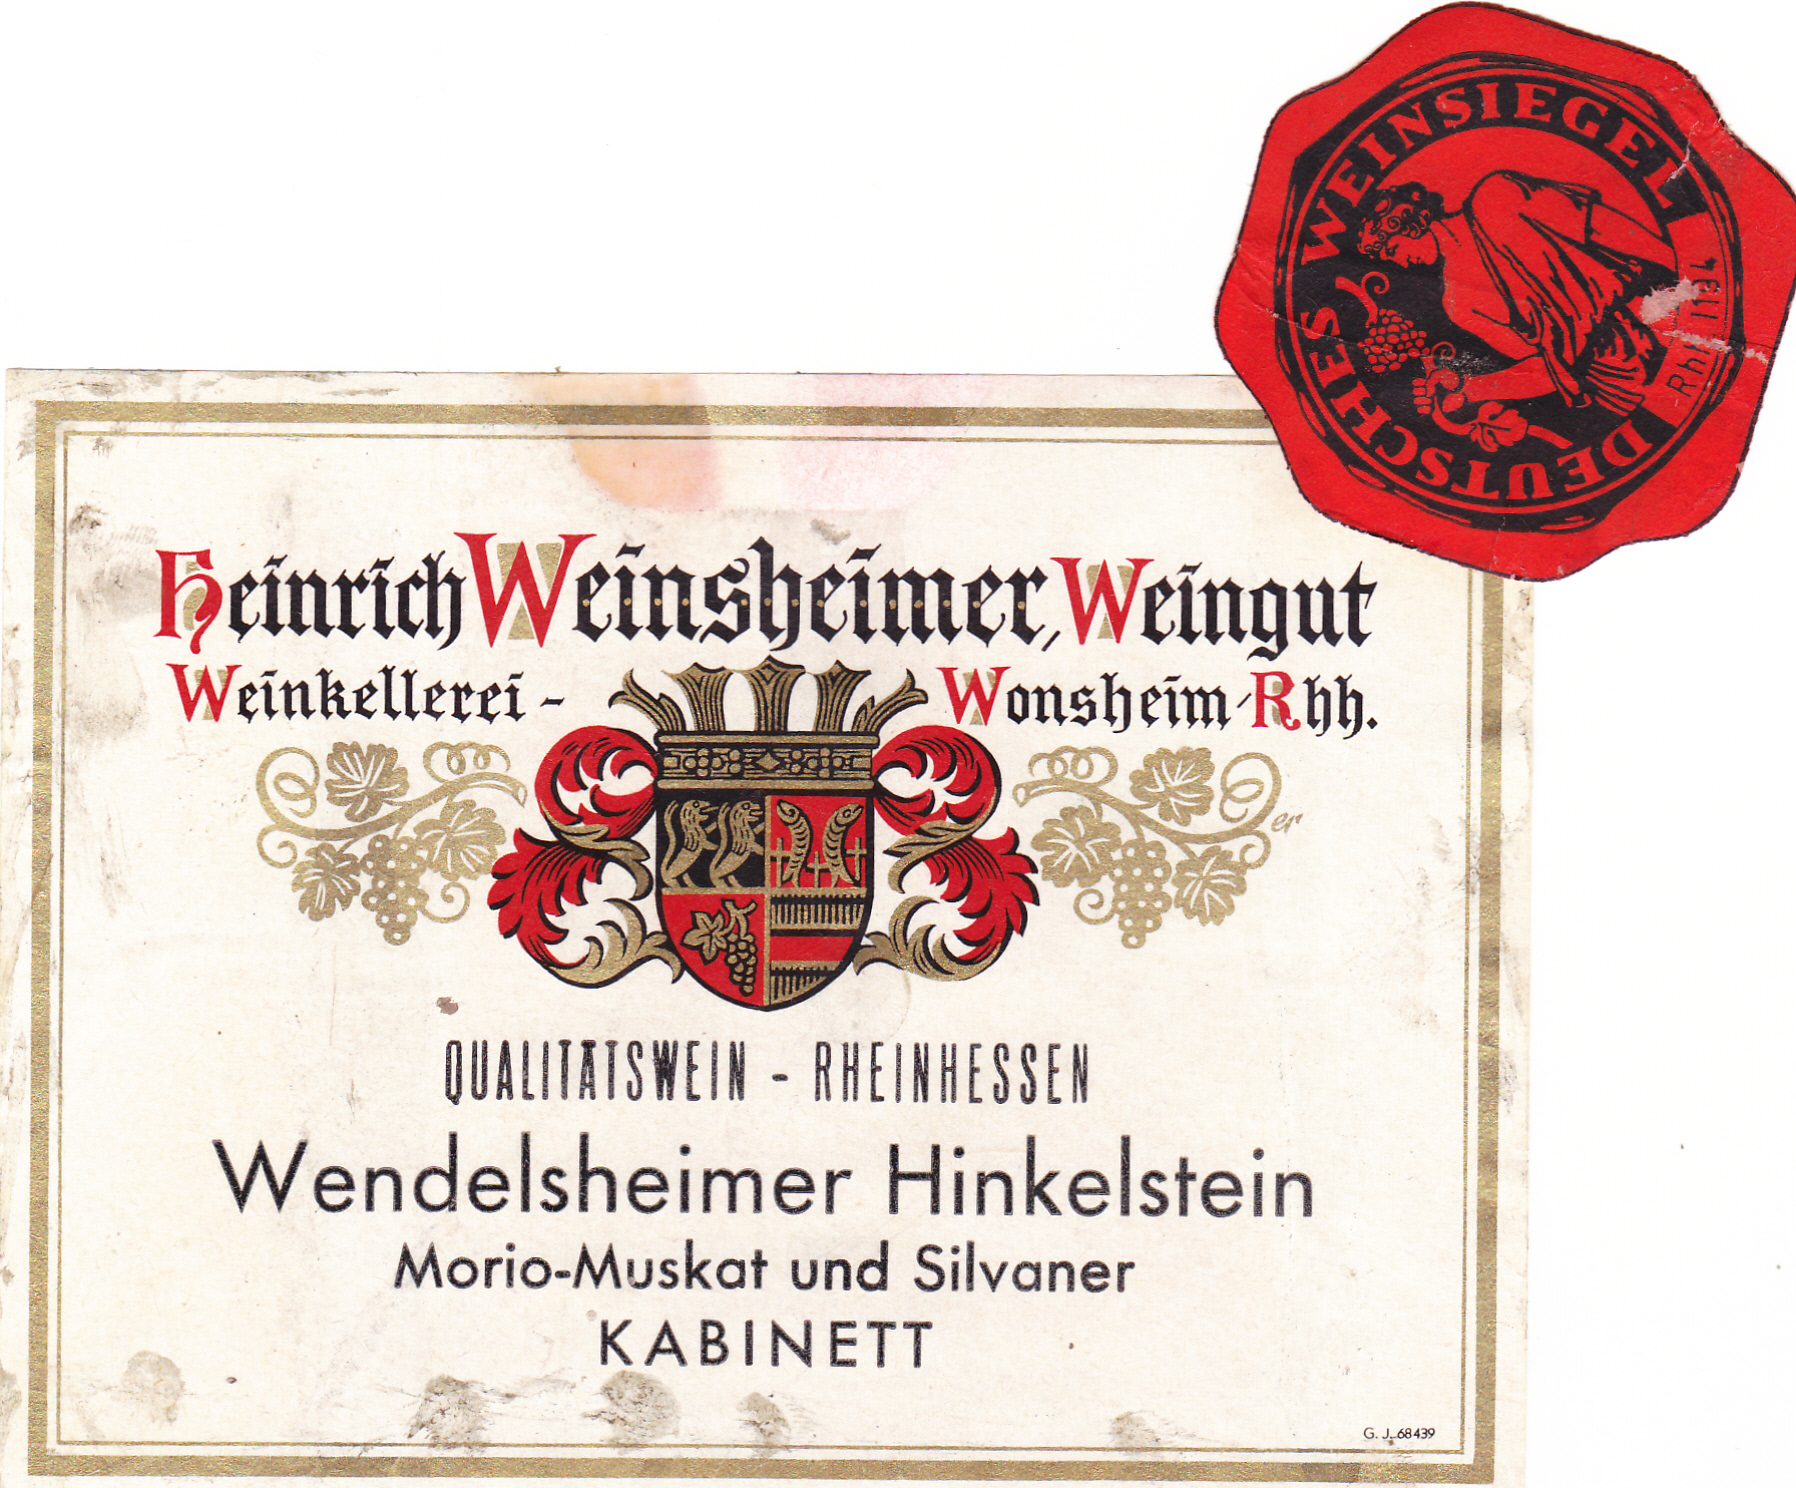 DEUTSCHES WEINSIEGEL
Rhh 1134
Heinrich Weinsheimer, Weingut
Weinkellerei - Wonsheim/Rhh.
er
QUALITÄTSWEIN - RHEINHESSEN
Wendelsheimer Hinkelstein
Morio-Muskat und Silvaner
KABINETT
G. J. 68439